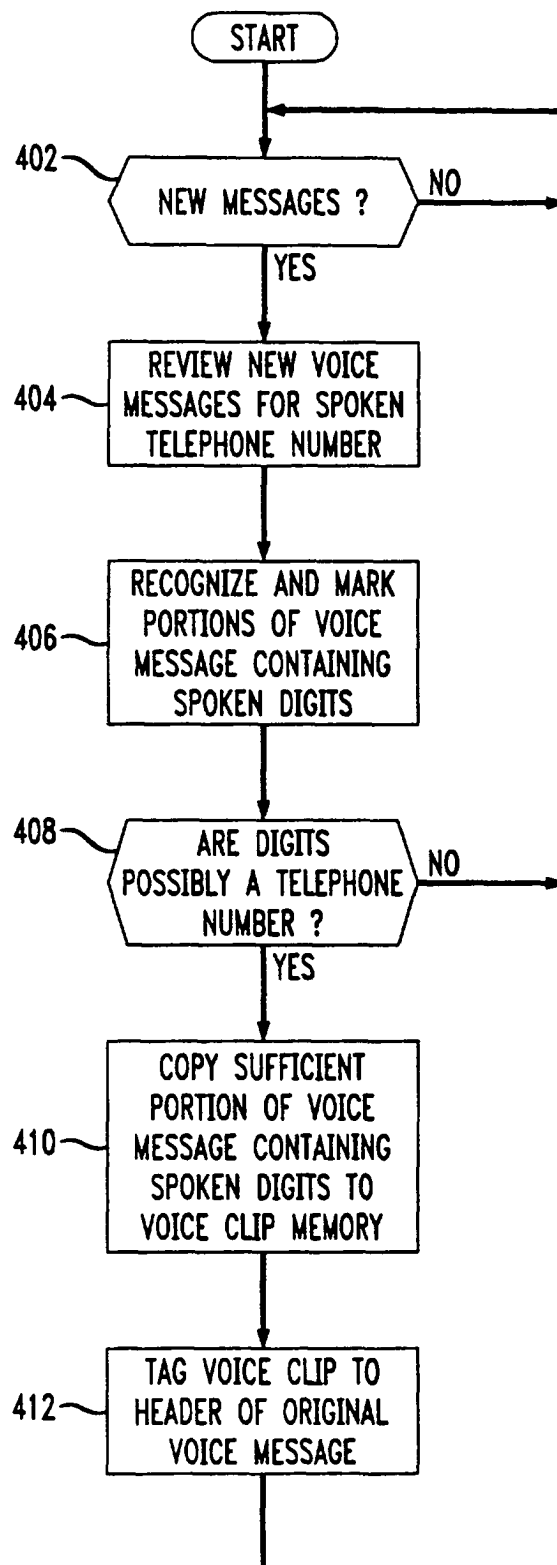 START
402
NEW MESSAGES ?
NO
YES
404
REVIEW NEW VOICE
MESSAGES FOR SPOKEN
TELEPHONE NUMBER
406
RECOGNIZE AND MARK
PORTIONS OF VOICE
MESSAGE CONTAINING
SPOKEN DIGITS
408
ARE DIGITS
POSSIBLY A TELEPHONE
NUMBER ?
NO
YES
410
COPY SUFFICIENT
PORTION OF VOICE
MESSAGE CONTAINING
SPOKEN DIGITS TO
VOICE CLIP MEMORY
412
TAG VOICE CLIP TO
HEADER OF ORIGINAL
VOICE MESSAGE